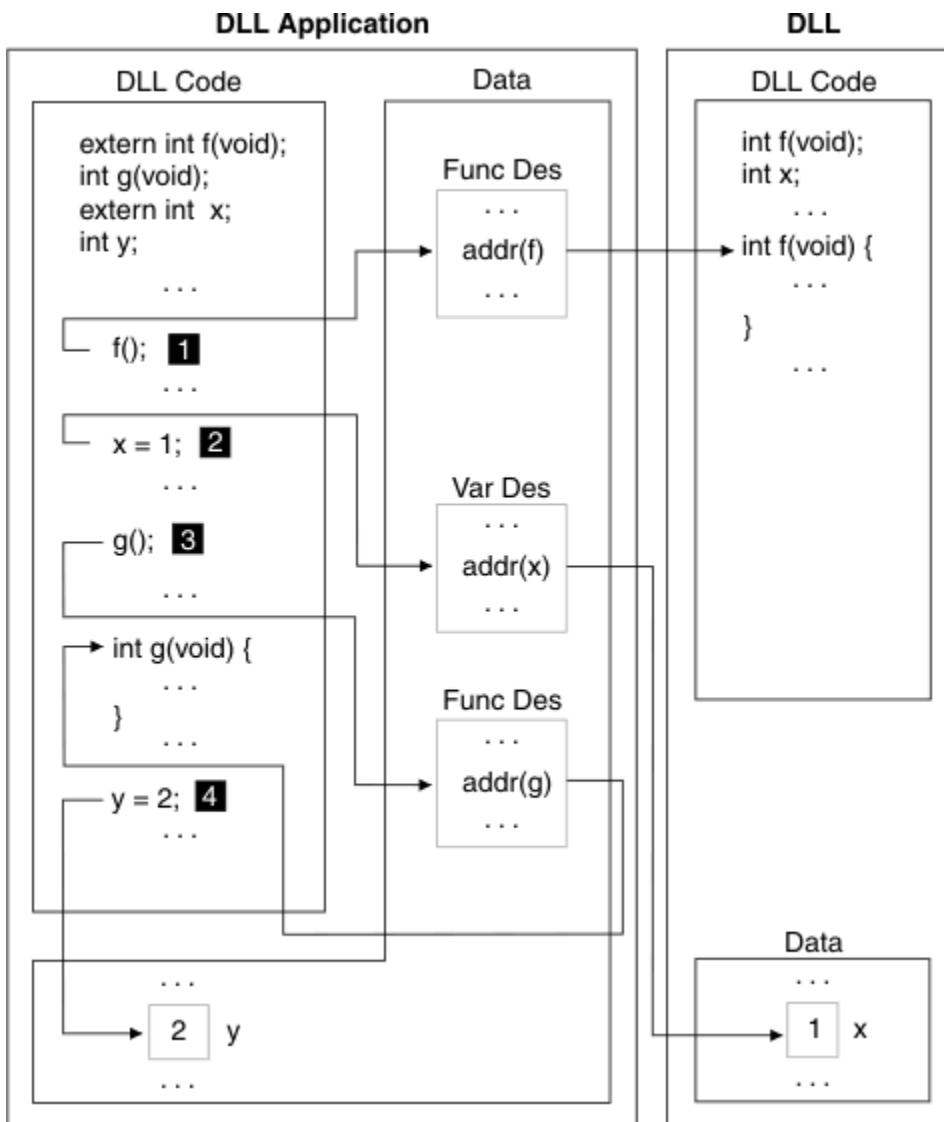 DLL Application
DLL Code
extern int f(void);
int g(void);
extern int x;
int y;
. . .
f(); 1
. . .
x = 1; 2
. . .
g(); 3
. . .
int g(void) {
. . .
}
. . .
y = 2; 4
. . .
Data
Func Des
. . .
addr(f)
. . .
Var Des
. . .
addr(x)
. . .
Func Des
. . .
addr(g)
. . .
. . .
2 y
. . .
DLL
DLL Code
int f(void);
int x;
. . .
int f(void) {
. . .
}
. . .
Data
. . .
1 x
. . .